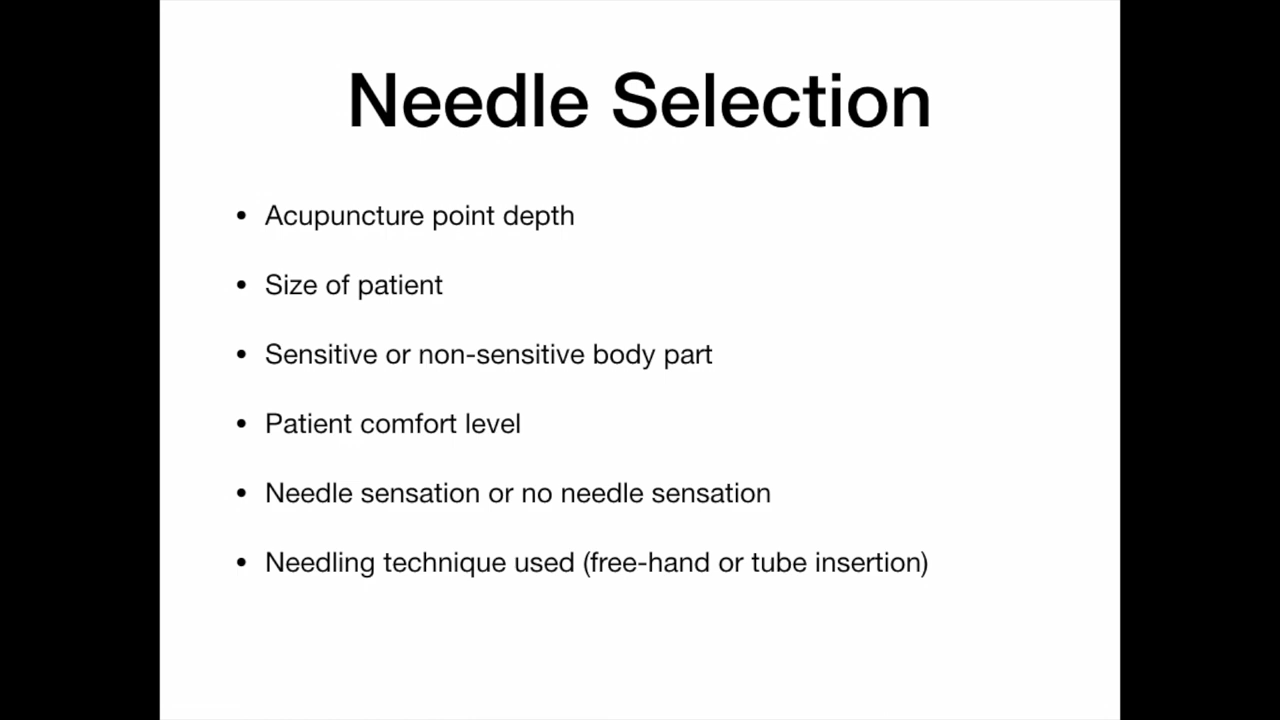 Needle Selection
• Acupuncture point depth
• Size of patient
• Sensitive or non-sensitive body part
• Patient comfort level
• Needle sensation or no needle sensation
• Needling technique used (free-hand or tube insertion)